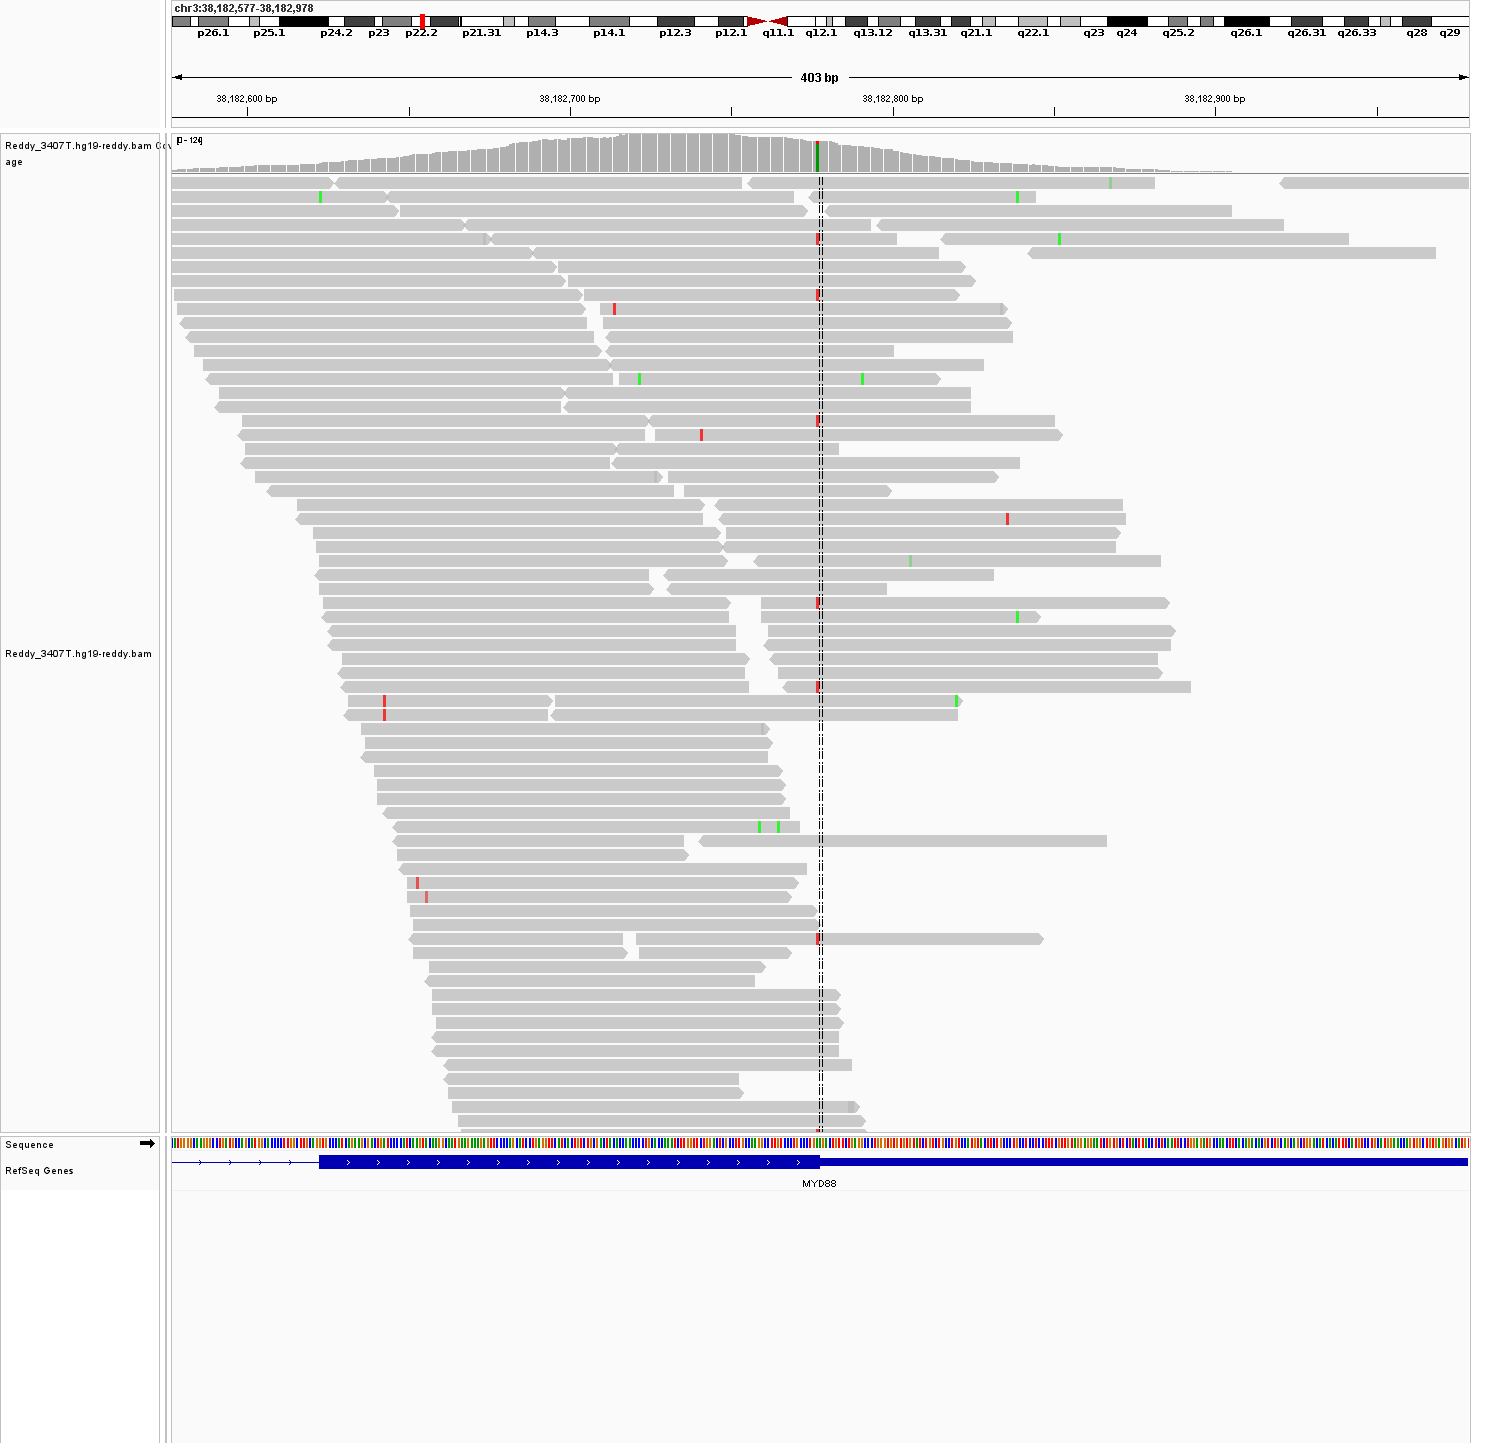 chr3:38,182,577-38,182,978
p26.1 p25.1 p24.2 p23 p22.2 p21.31 p14.3 p14.1 p12.3 p12.1 q11.1 q12.1 q13.12 q13.31 q21.1 q22.1 q23 q24 q25.2 q26.1 q26.31 q26.33 q28 q29
403 bp
38,182,600 bp 38,182,700 bp 38,182,800 bp 38,182,900 bp
Reddy_3407T.hg19-reddy.bam Cov
age
[0 - 124]
Reddy_3407T.hg19-reddy.bam
Sequence
RefSeq Genes
MYD88